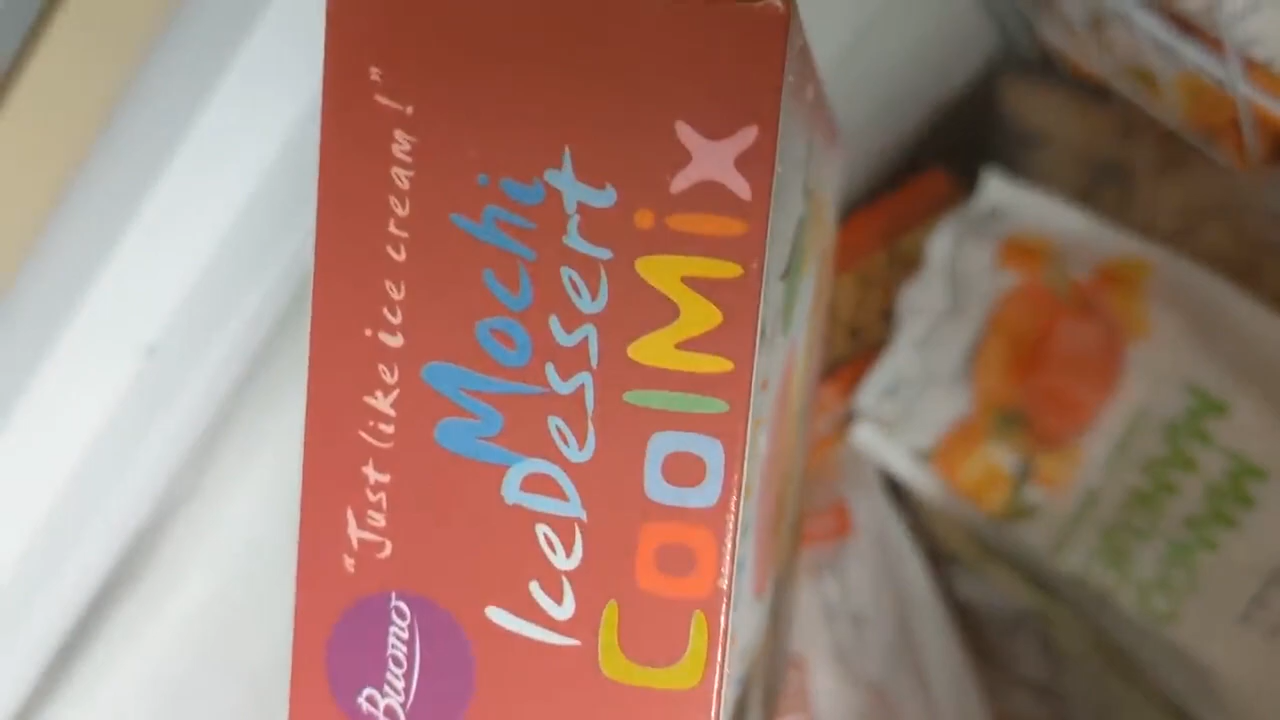 Buono
"Just like ice cream!"
Mochi
Ice Dessert
CoolMix